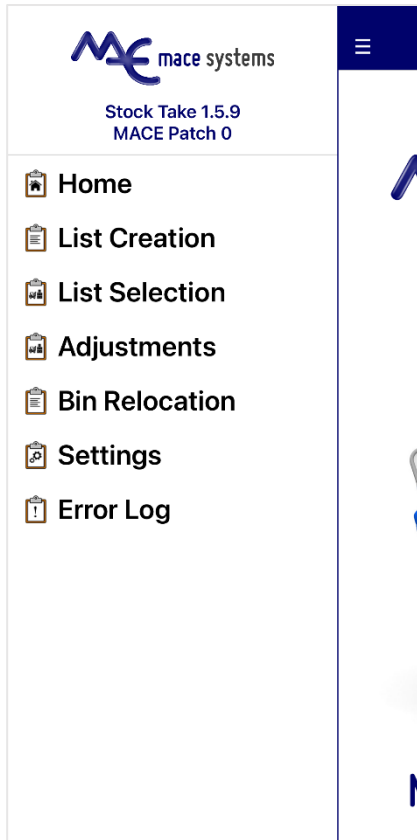 mace systems
Stock Take 1.5.9
MACE Patch 0
Home
List Creation
List Selection
Adjustments
Bin Relocation
Settings
Error Log